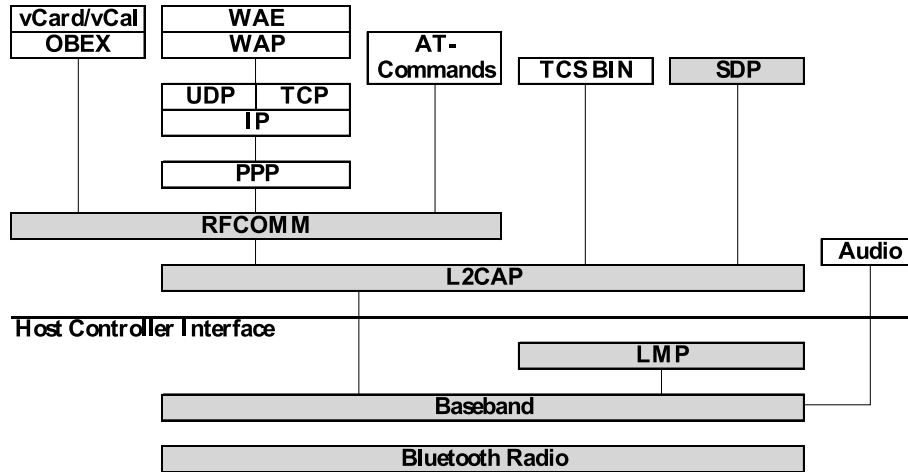 vCard/vCal
OBEX
WAE
WAP
AT-
Commands
TCS BIN
SDP
UDP TCP
IP
PPP
RFCOMM
Audio
L2CAP
Host Controller Interface
LMP
Baseband
Bluetooth Radio